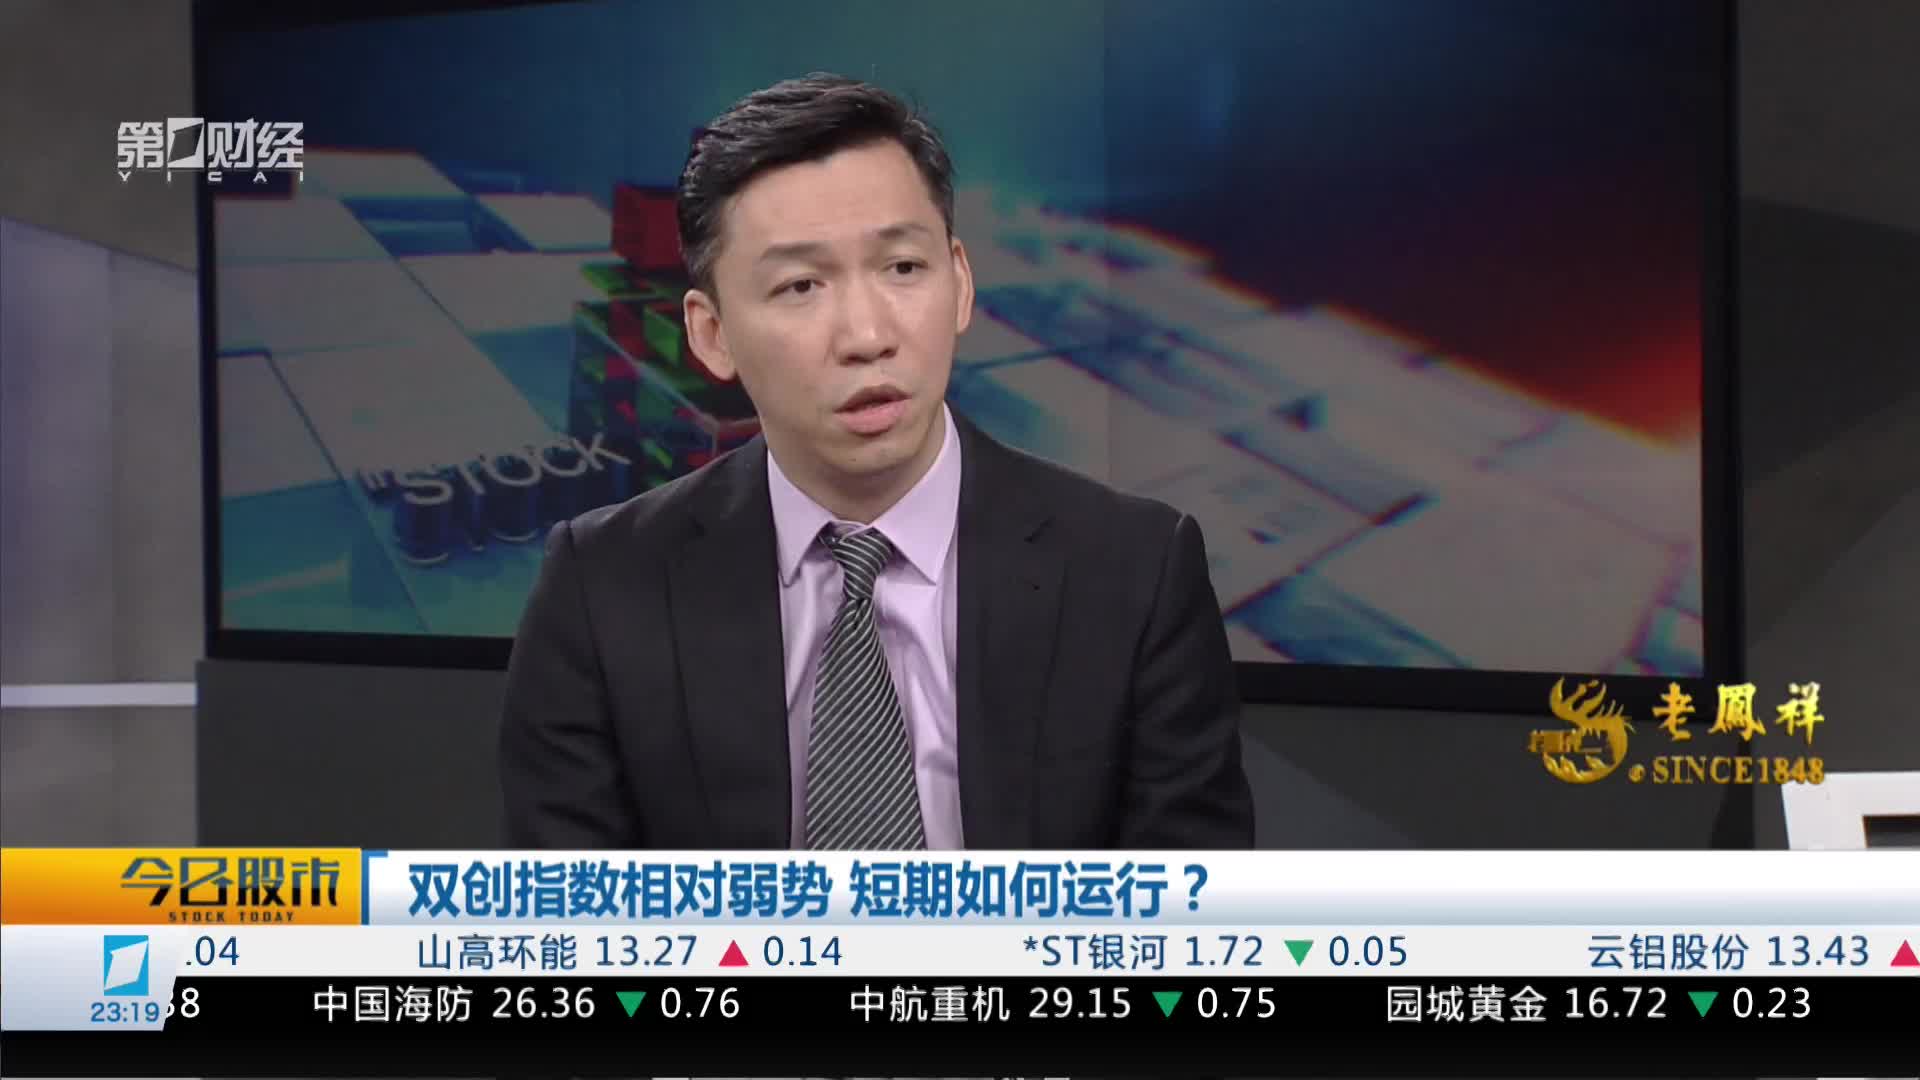 第一财经
YICAI
STOCK
老鳳祥
SINCE1848
今日股市
STOCK TODAY
双创指数相对弱势 短期如何运行？
.04 山高环能 13.27 ▲ 0.14 *ST银河 1.72 ▼ 0.05 云铝股份 13.43 ▲
23:19
68 中国海防 26.36 ▼ 0.76 中航重机 29.15 ▼ 0.75 园城黄金 16.72 ▼ 0.23